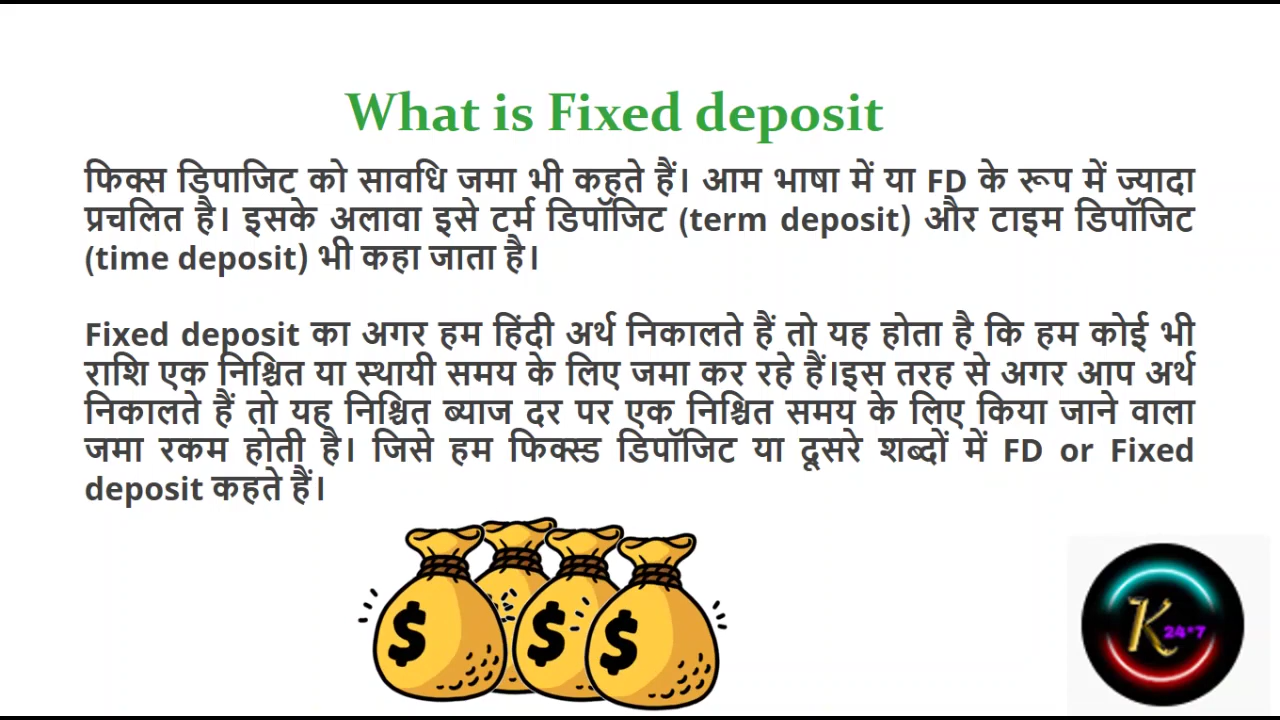 What is Fixed deposit
फिक्स डिपाजिट को सावधि जमा भी कहते हैं। आम भाषा में या FD के रूप में ज्यादा
प्रचलित है। इसके अलावा इसे टर्म डिपॉजिट (term deposit) और टाइम डिपॉजिट
(time deposit) भी कहा जाता है।
Fixed deposit का अगर हम हिंदी अर्थ निकालते हैं तो यह होता है कि हम कोई भी
राशि एक निश्चित या स्थायी समय के लिए जमा कर रहे हैं।इस तरह से अगर आप अर्थ
निकालते हैं तो यह निश्चित ब्याज दर पर एक निश्चित समय के लिए किया जाने वाला
जमा रकम होती है। जिसे हम फिक्स्ड डिपॉजिट या दूसरे शब्दों में FD or Fixed
deposit कहते हैं।
$ $ $
K 24*7